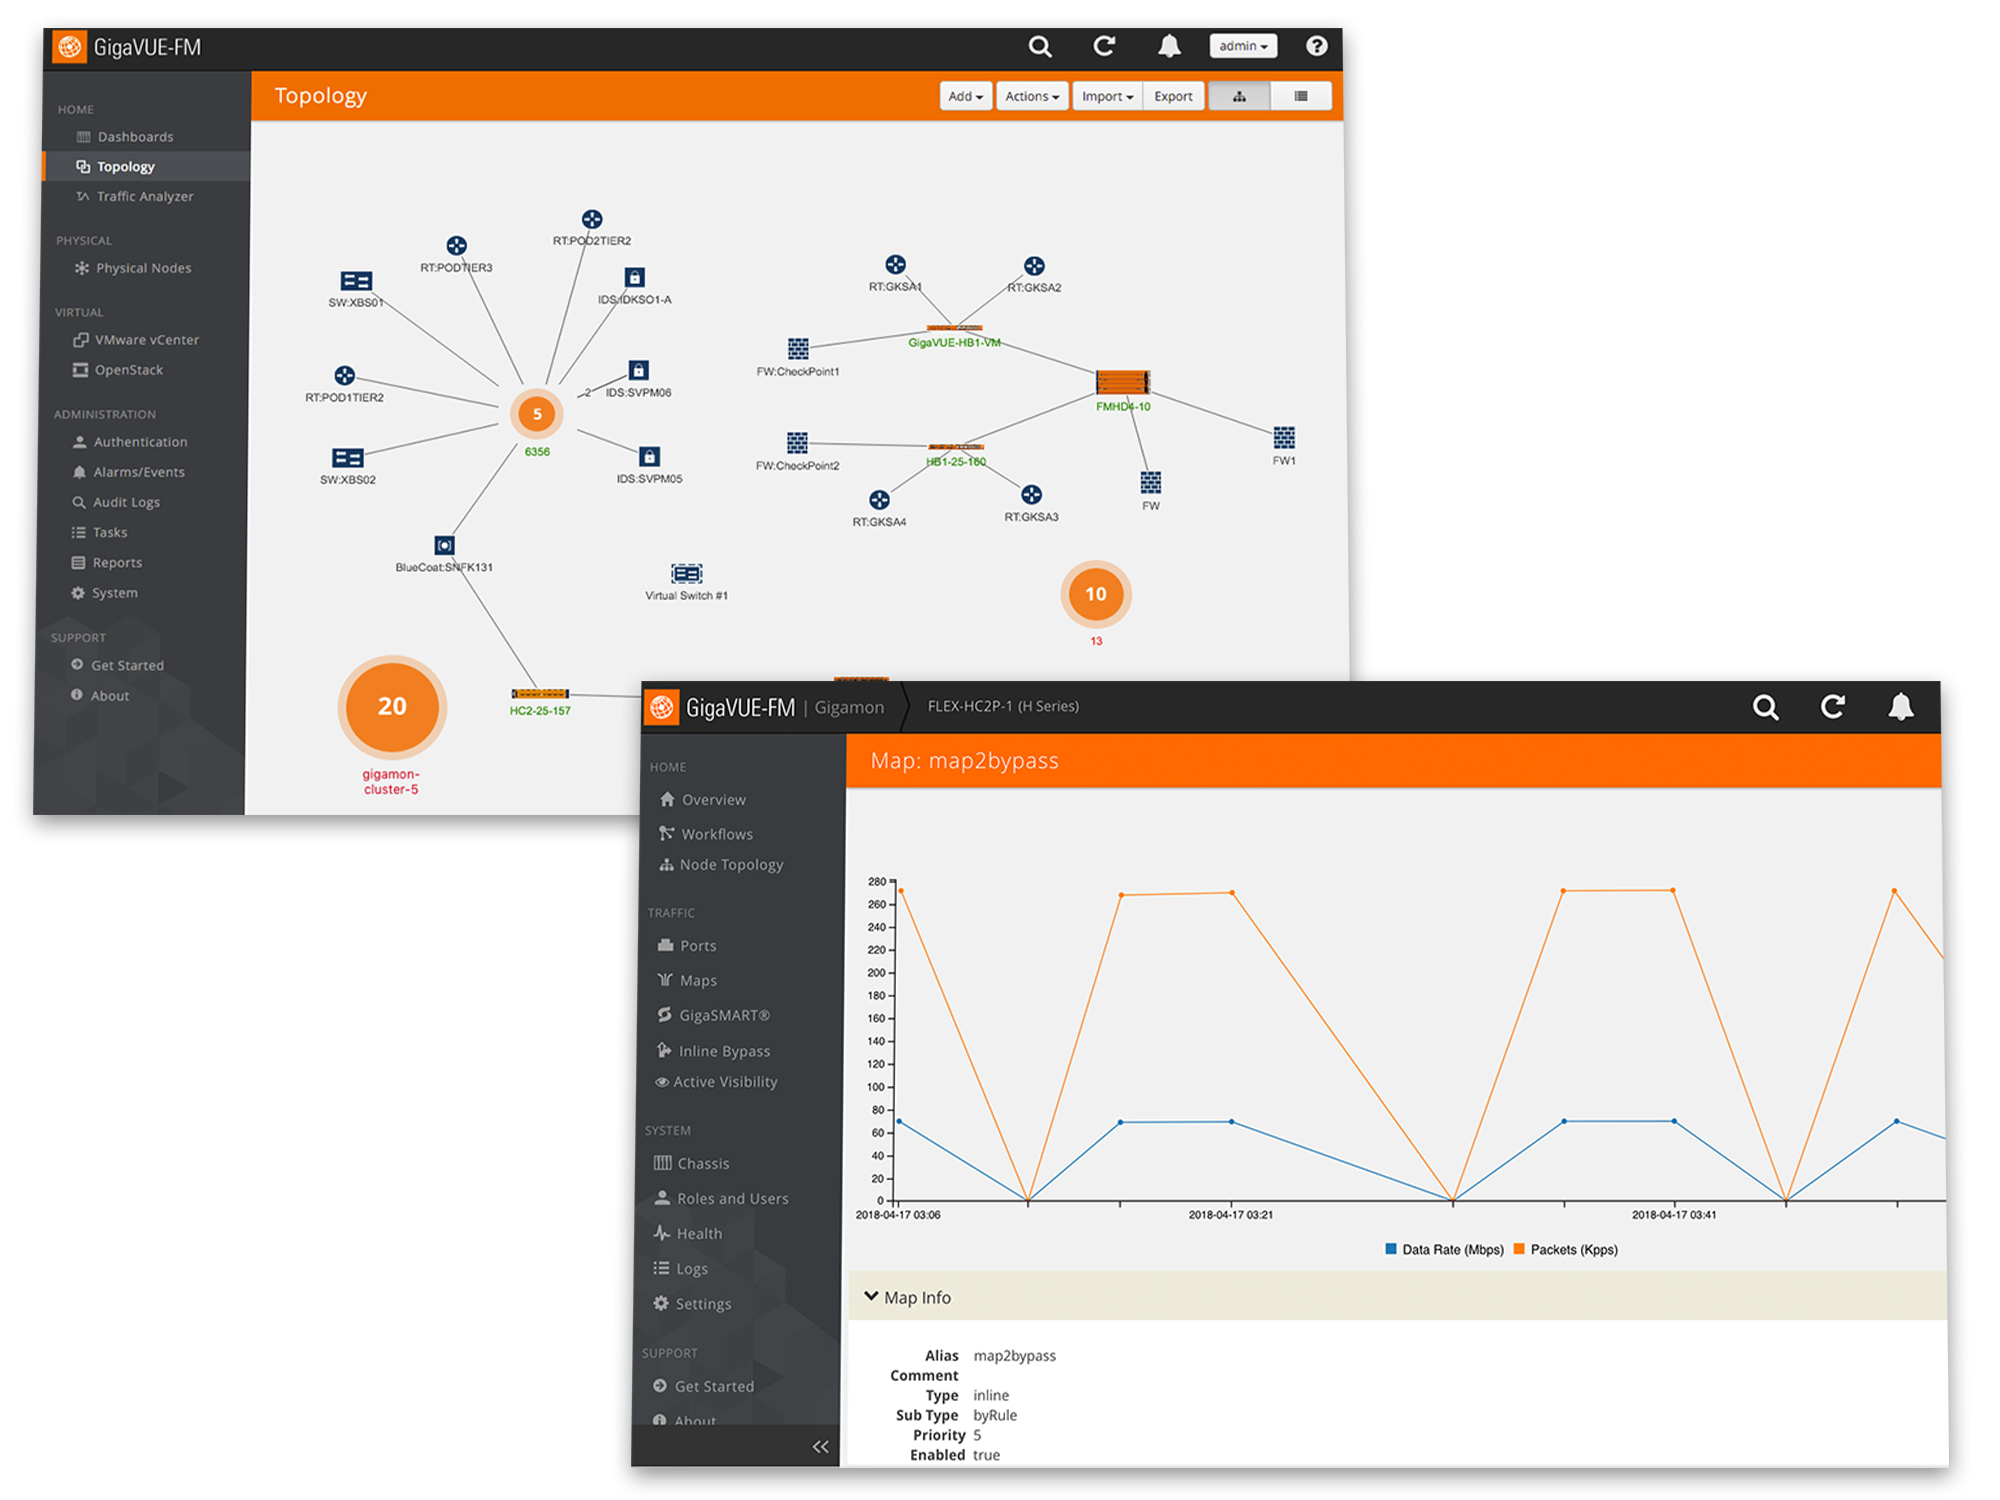 GigaVUE-FM
admin
?
Topology
Add
Actions
Import
Export
HOME
Dashboards
Topology
Traffic Analyzer
PHYSICAL
Physical Nodes
VIRTUAL
VMware vCenter
OpenStack
ADMINISTRATION
Authentication
Alarms/Events
Audit Logs
Tasks
Reports
System
SUPPORT
Get Started
About
RT:POD2TIER2
RT:PODTIER3
IDS:IDKSO1-A
SW:XBS01
RT:POD1TIER2
2
IDS:SVPM06
5
6356
SW:XBS02
IDS:SVPM05
BlueCoat:SNFK131
Virtual Switch #1
20
gigamon-
cluster-5
HC2-25-157
RT:GKSA1
RT:GKSA2
GigaVUE-HB1-VM
FW:CheckPoint1
FMHD4-10
FW:CheckPoint2
HB1-25-160
FW1
RT:GKSA4
RT:GKSA3
FW
10
13
GigaVUE-FM | Gigamon
FLEX-HC2P-1 (H Series)
Map: map2bypass
HOME
Overview
Workflows
Node Topology
TRAFFIC
Ports
Maps
GigaSMART®
Inline Bypass
Active Visibility
SYSTEM
Chassis
Roles and Users
Health
Logs
Settings
SUPPORT
Get Started
About
280
260
240
220
200
180
160
140
120
100
80
60
40
20
0
2018-04-17 03:06
2018-04-17 03:21
2018-04-17 03:41
Data Rate (Mbps)
Packets (Kpps)
Map Info
Alias map2bypass
Comment
Type inline
Sub Type byRule
Priority 5
Enabled true